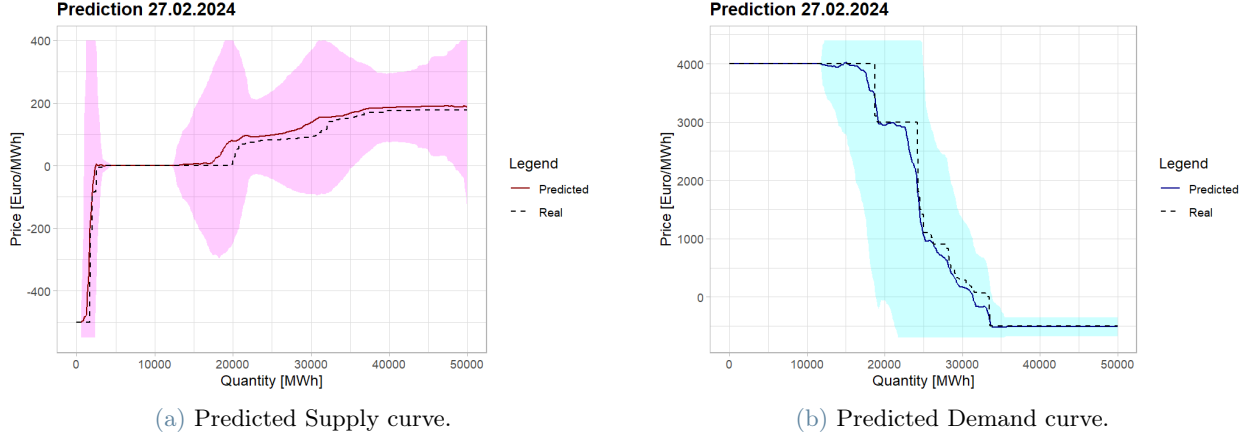 Prediction 27.02.2024
400
200
0
-200
-400
Price [Euro/MWh]
0
10000
20000
30000
40000
50000
Quantity [MWh]
Legend
Predicted
Real
(a) Predicted Supply curve.
Prediction 27.02.2024
4000
3000
2000
1000
0
Price [Euro/MWh]
0
10000
20000
30000
40000
50000
Quantity [MWh]
Legend
Predicted
Real
(b) Predicted Demand curve.